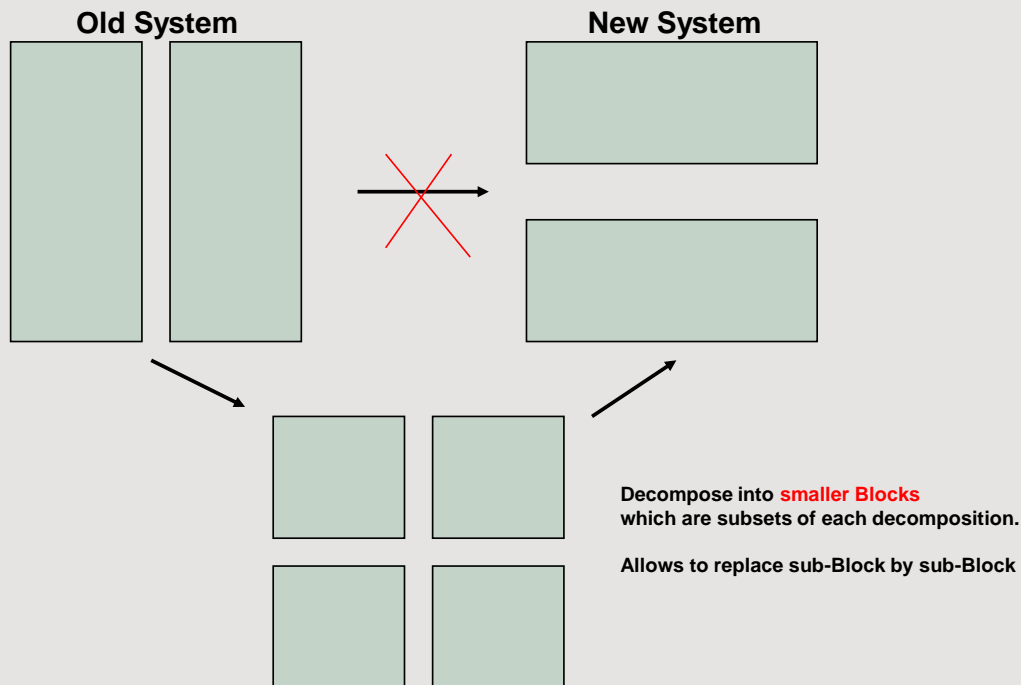 Old System
New System
Decompose into smaller Blocks
which are subsets of each decomposition.
Allows to replace sub-Block by sub-Block